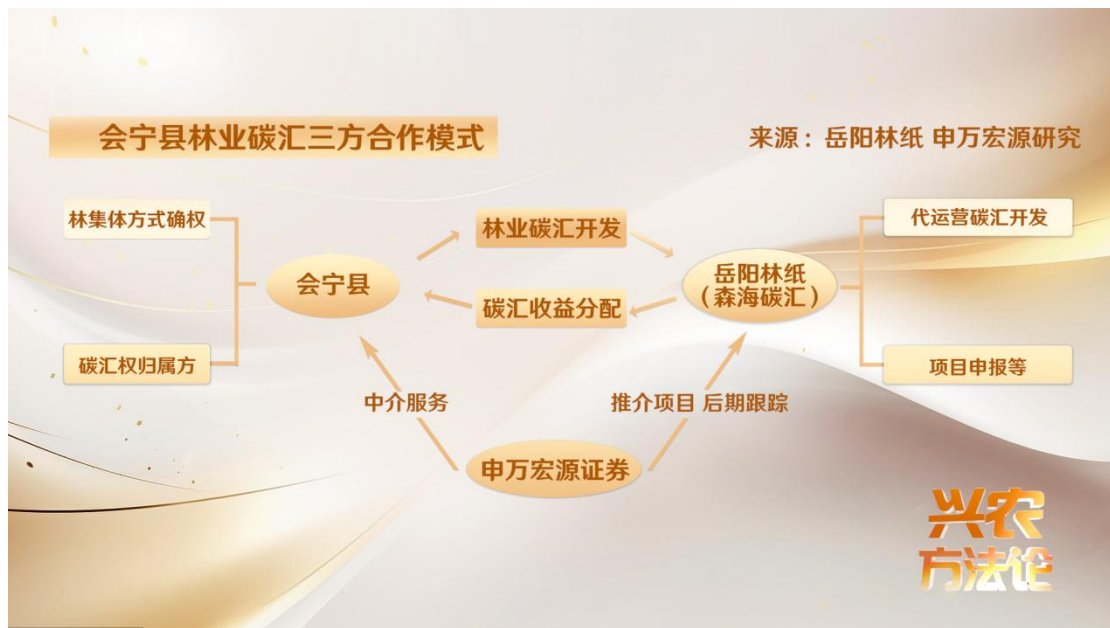 会宁县林业碳汇三方合作模式
来源：岳阳林纸 申万宏源研究
林集体方式确权
林业碳汇开发
代运营碳汇开发
会宁县
岳阳林纸
（森海碳汇）
碳汇收益分配
碳汇权归属方
项目申报等
中介服务
推介项目 后期跟踪
申万宏源证券
兴农
方法论